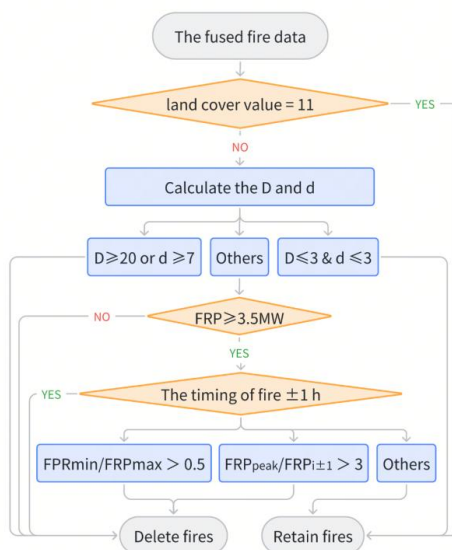 The fused fire data
land cover value = 11
YES
NO
Calculate the D and d
D≥20 or d ≥7
Others
D≤3 & d ≤3
NO
FRP≥3.5MW
YES
YES
The timing of fire ±1 h
FPRmin/FRPmax > 0.5
FRPpeak/FRPi±1 > 3
Others
Delete fires
Retain fires